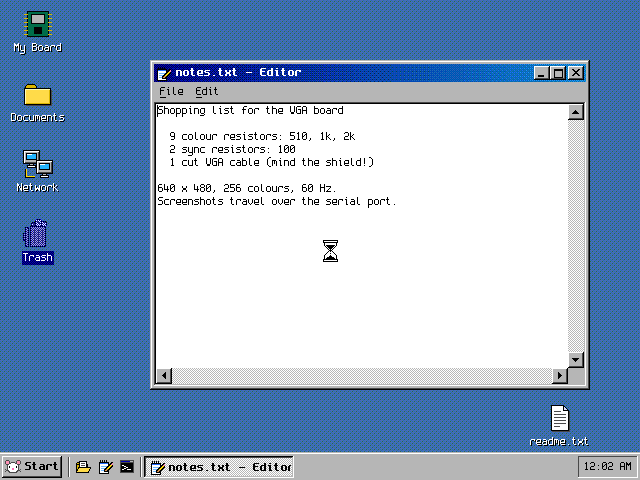 My Board
Documents
Network
Trash
notes.txt - Editor
File Edit
Shopping list for the VGA board
9 colour resistors: 510, 1k, 2k
2 sync resistors: 100
1 cut VGA cable (mind the shield!)
640 x 480, 256 colours, 60 Hz.
Screenshots travel over the serial port.
readme.txt
Start
notes.txt - Editor
12:02 AM